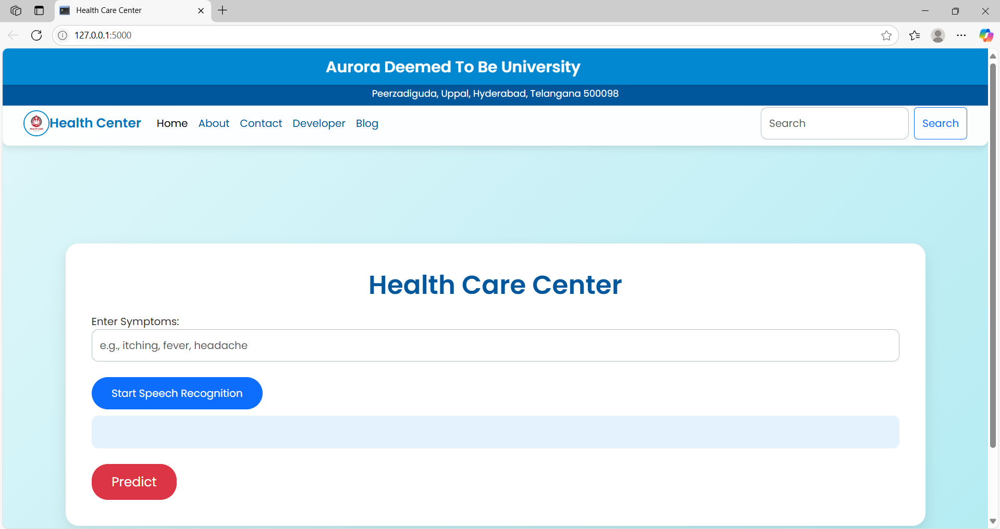 Health Care Center
127.0.0.1:5000
Aurora Deemed To Be University
Peerzadiguda, Uppal, Hyderabad, Telangana 500098
HEALTH CARE
Health Center Home About Contact Developer Blog Search Search
Health Care Center
Enter Symptoms:
e.g., itching, fever, headache
Start Speech Recognition
Predict